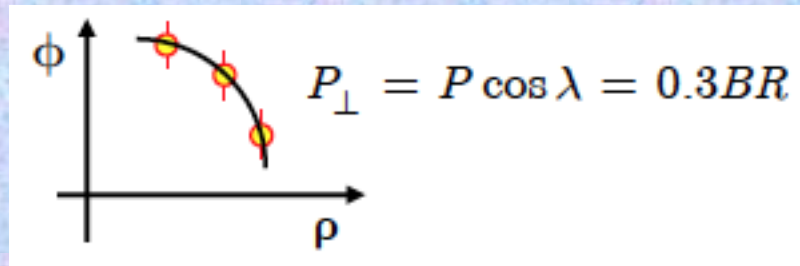 ϕ
P⊥ = P cos λ = 0.3BR
ρ